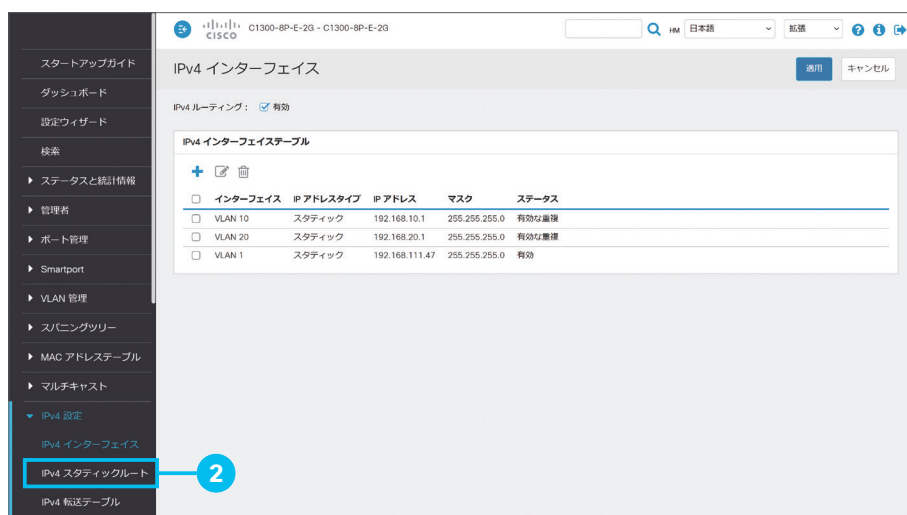 CISCO C1300-8P-E-2G - C1300-8P-E-2G HM 日本語 拡張
スタートアップガイド
ダッシュボード
設定ウィザード
検索
▶ ステータスと統計情報
▶ 管理者
▶ ポート管理
▶ Smartport
▶ VLAN 管理
▶ スパニングツリー
▶ MAC アドレステーブル
▶ マルチキャスト
▼ IPv4 設定
IPv4 インターフェイス
IPv4 スタティックルート
2
IPv4 転送テーブル
IPv4 インターフェイス 適用 キャンセル
IPv4 ルーティング： 有効
IPv4 インターフェイステーブル
インターフェイス IP アドレスタイプ IP アドレス マスク ステータス
VLAN 10 スタティック 192.168.10.1 255.255.255.0 有効な重複
VLAN 20 スタティック 192.168.20.1 255.255.255.0 有効な重複
VLAN 1 スタティック 192.168.111.47 255.255.255.0 有効